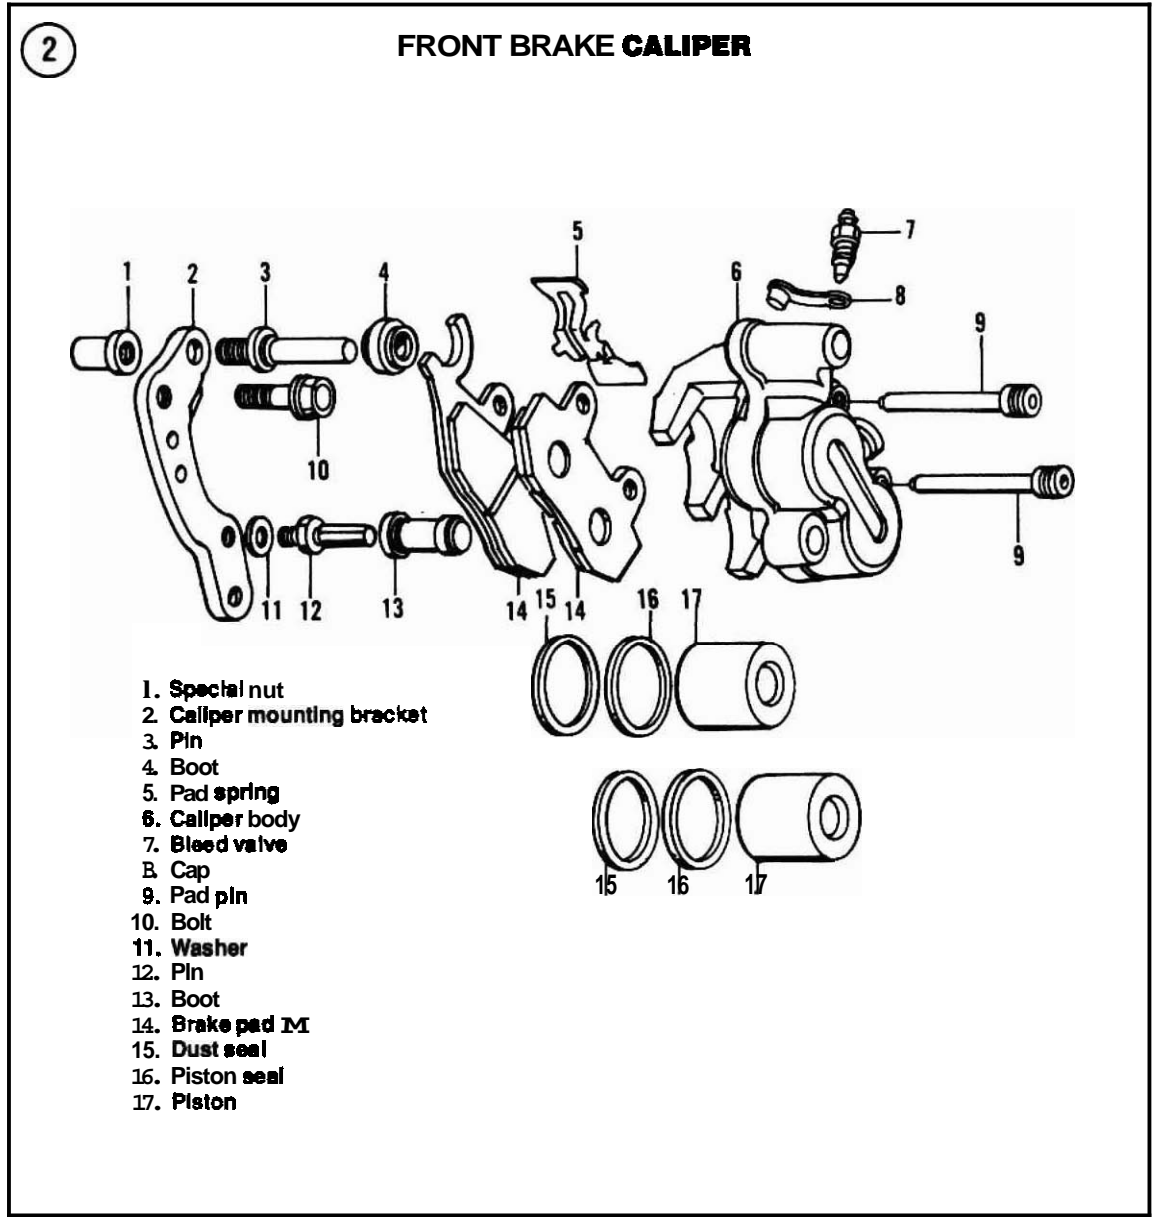 2
FRONT BRAKE CALIPER
5
7
1
2
3
4
6
8
9
10
9
11
12
13
14
15
14
16
17
15
16
17
1. Special nut
2. Caliper mounting bracket
3. Pin
4. Boot
5. Pad spring
6. Caliper body
7. Bleed valve
B. Cap
9. Pad pin
10. Bolt
11. Washer
12. Pin
13. Boot
14. Brake pad M
15. Dust seal
16. Piston seal
17. Piston